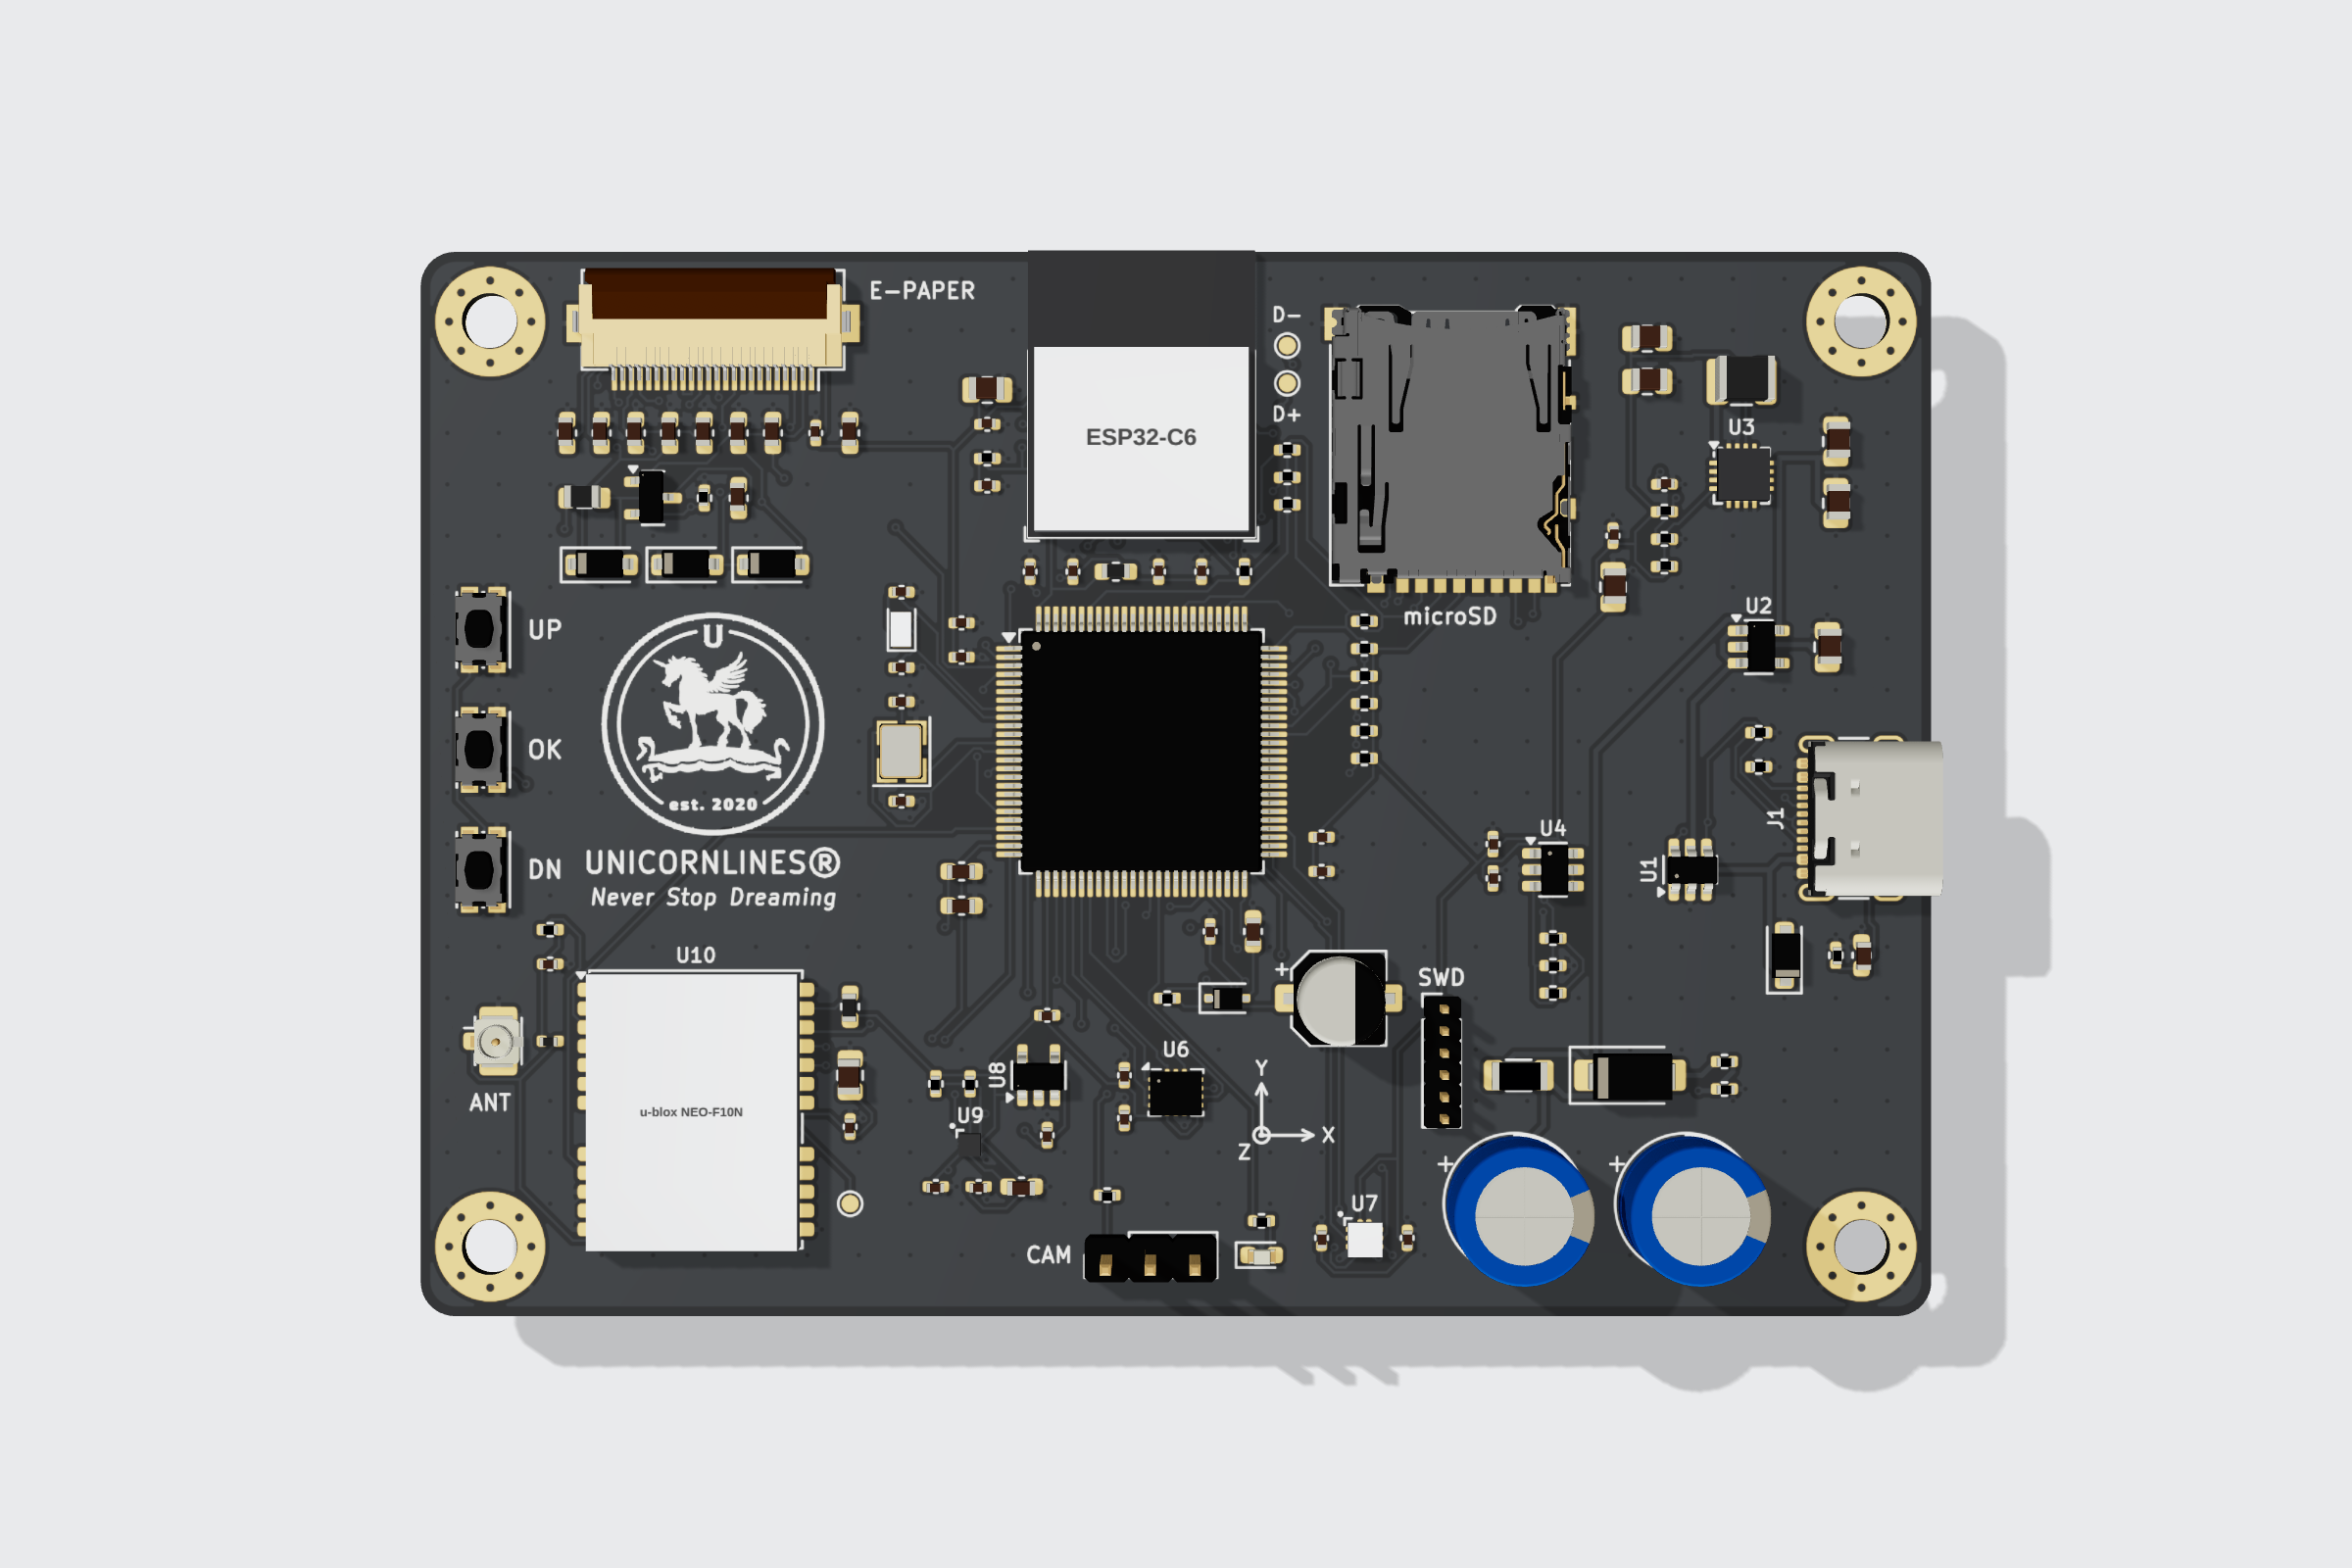 E-PAPER
D-
D+
ESP32-C6
U3
microSD
U2
UP
OK
DN
U
est. 2020
UNICORNLINES®
Never Stop Dreaming
J1
U4
U1
U10
+
SWD
ANT
u-blox NEO-F10N
U8
U9
U6
Y
X
Z
+
+
U7
CAM